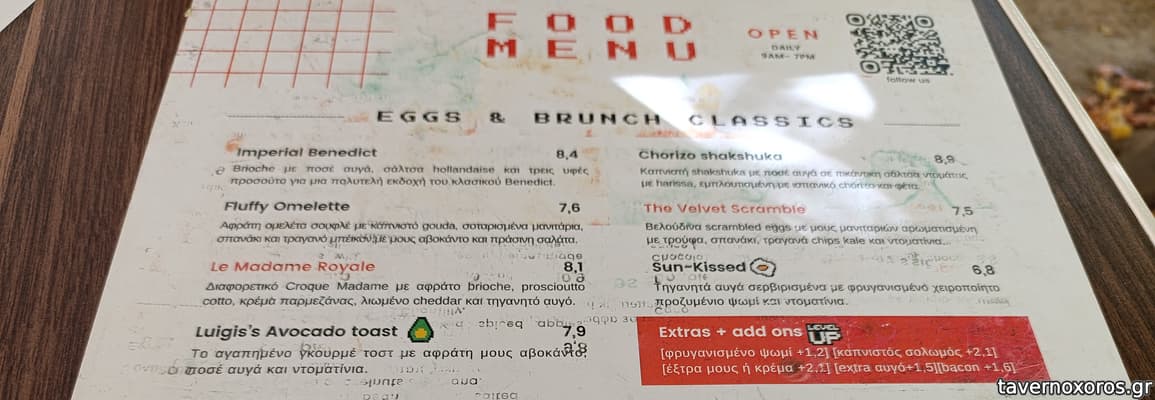 FOOD
MENU
OPEN
DAILY
9AM- 7PM
follow us
EGGS & BRUNCH CLASSICS
Imperial Benedict 8,4
Brioche με ποσέ αυγά, σάλτσα hollandaise και τρεις υφές
προσούτο για μια πολυτελή εκδοχή του κλασικού Benedict.
Fluffy Omelette 7,6
Αφράτη ομελέτα σουφλέ με καπνιστό gouda, σοταρισμένα μανιτάρια,
σπανάκι και τραγανό μπέικον, με μους αβοκάντο και πράσινη σαλάτα.
Le Madame Royale 8,1
Διαφορετικό Croque Madame με αφράτο brioche, prosciutto
cotto, κρέμα παρμεζάνας, λιωμένο cheddar και τηγανητό αυγό.
Luigis's Avocado toast 7,9
Το αγαπημένο γκουρμέ τοστ με αφράτη μους αβοκάντο,
ποσέ αυγά και ντοματίνια.
Chorizo shakshuka 8,9
Καπνιστή shakshuka με ποσέ αυγά σε πικάντικη σάλτσα ντομάτας
με harissa, εμπλουτισμένη με ισπανικό chorizo και φέτα.
The Velvet Scramble 7,5
Βελούδινα scrambled eggs με μους μανιταριών αρωματισμένη
με τρούφα, σπανάκι, τραγανά chips kale και ντοματίνια...
Sun-Kissed 6,8
Τηγανητά αυγά σερβιρισμένα με φρυγανισμένο χειροποίητο
προζυμένιο ψωμί και ντοματίνια.
Extras + add ons LEVEL UP
[φρυγανισμένο ψωμί +1,2] [καπνιστός σολωμός +2,1]
[έξτρα μους ή κρέμα +2,1] [extra αυγό+1,5][bacon +1,6]
tavernoxoros.gr